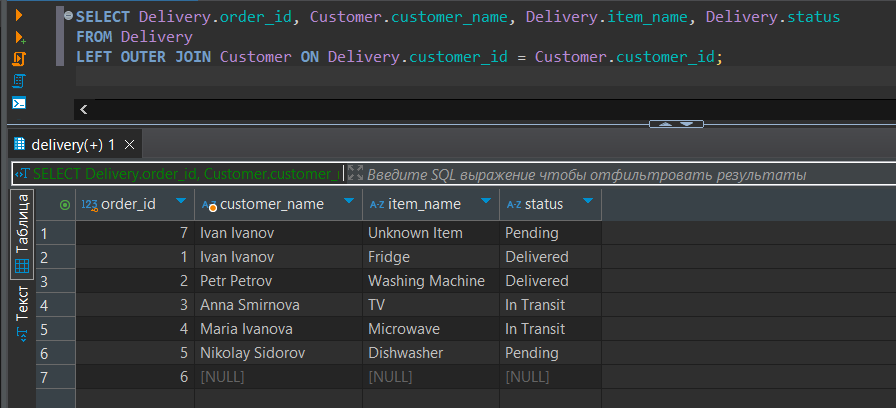 SELECT Delivery.order_id, Customer.customer_name, Delivery.item_name, Delivery.status
FROM Delivery
LEFT OUTER JOIN Customer ON Delivery.customer_id = Customer.customer_id;
delivery(+) 1
SELECT Delivery.order_id, Customer.customer_ Введите SQL выражение чтобы отфильтровать результаты
Таблица
Текст
123 order_id A-Z customer_name A-Z item_name A-Z status
1 7 Ivan Ivanov Unknown Item Pending
2 1 Ivan Ivanov Fridge Delivered
3 2 Petr Petrov Washing Machine Delivered
4 3 Anna Smirnova TV In Transit
5 4 Maria Ivanova Microwave In Transit
6 5 Nikolay Sidorov Dishwasher Pending
7 6 [NULL] [NULL] [NULL]